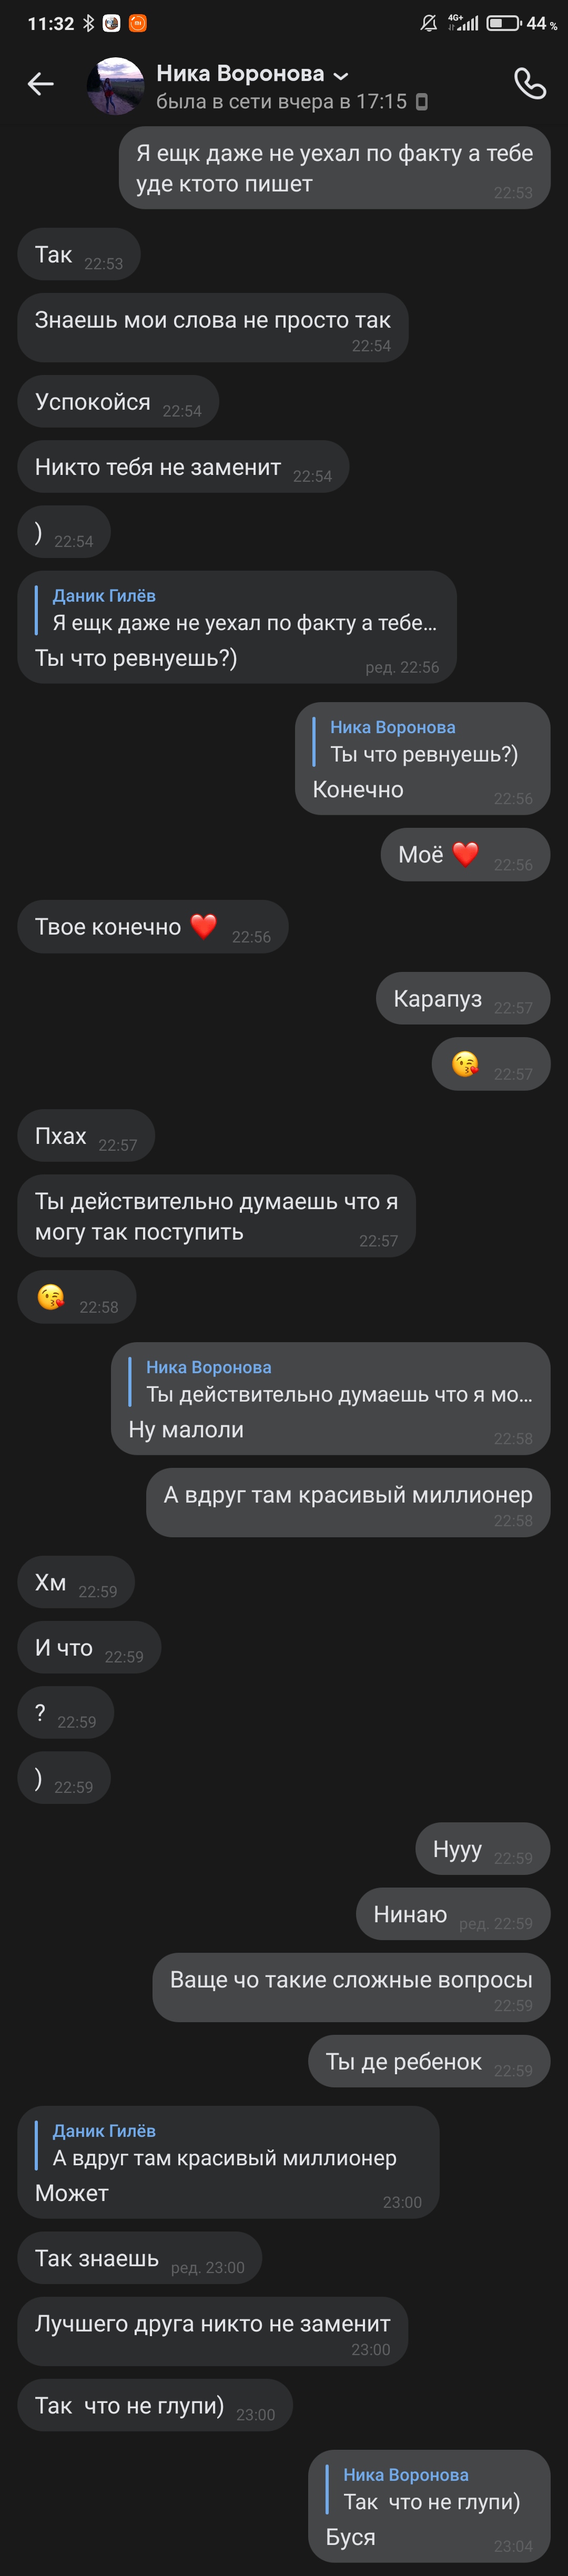 11:32
4G+
44 %
Ника Воронова
была в сети вчера в 17:15
Я ещк даже не уехал по факту а тебе
уде ктото пишет
22:53
Так 22:53
Знаешь мои слова не просто так
22:54
Успокойся 22:54
Никто тебя не заменит 22:54
) 22:54
Даник Гилёв
Я ещк даже не уехал по факту а тебе...
Ты что ревнуешь?) ред. 22:56
Ника Воронова
Ты что ревнуешь?)
Конечно 22:56
Моё ❤️ 22:56
Твое конечно ❤️ 22:56
Карапуз 22:57
😘 22:57
Пхах 22:57
Ты действительно думаешь что я
могу так поступить 22:57
😘 22:58
Ника Воронова
Ты действительно думаешь что я мо...
Ну малоли 22:58
А вдруг там красивый миллионер
22:58
Хм 22:59
И что 22:59
? 22:59
) 22:59
Нууу 22:59
Нинаю ред. 22:59
Ваще чо такие сложные вопросы
22:59
Ты де ребенок 22:59
Даник Гилёв
А вдруг там красивый миллионер
Может 23:00
Так знаешь ред. 23:00
Лучшего друга никто не заменит
23:00
Так что не глупи) 23:00
Ника Воронова
Так что не глупи)
Буся 23:04